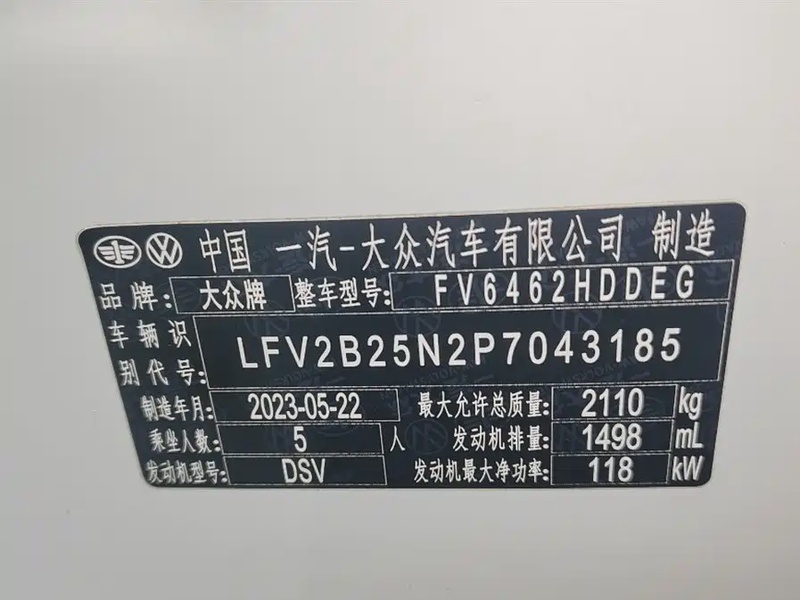 中国 一汽-大众汽车有限公司 制造
品牌: 大众牌 整车型号: FV6462HDDEG
车辆识别代号: LFV2B25N2P7043185
制造年月: 2023-05-22 最大允许总质量: 2110 kg
乘坐人数: 5 人 发动机排量: 1498 mL
发动机型号: DSV 发动机最大净功率: 118 kW